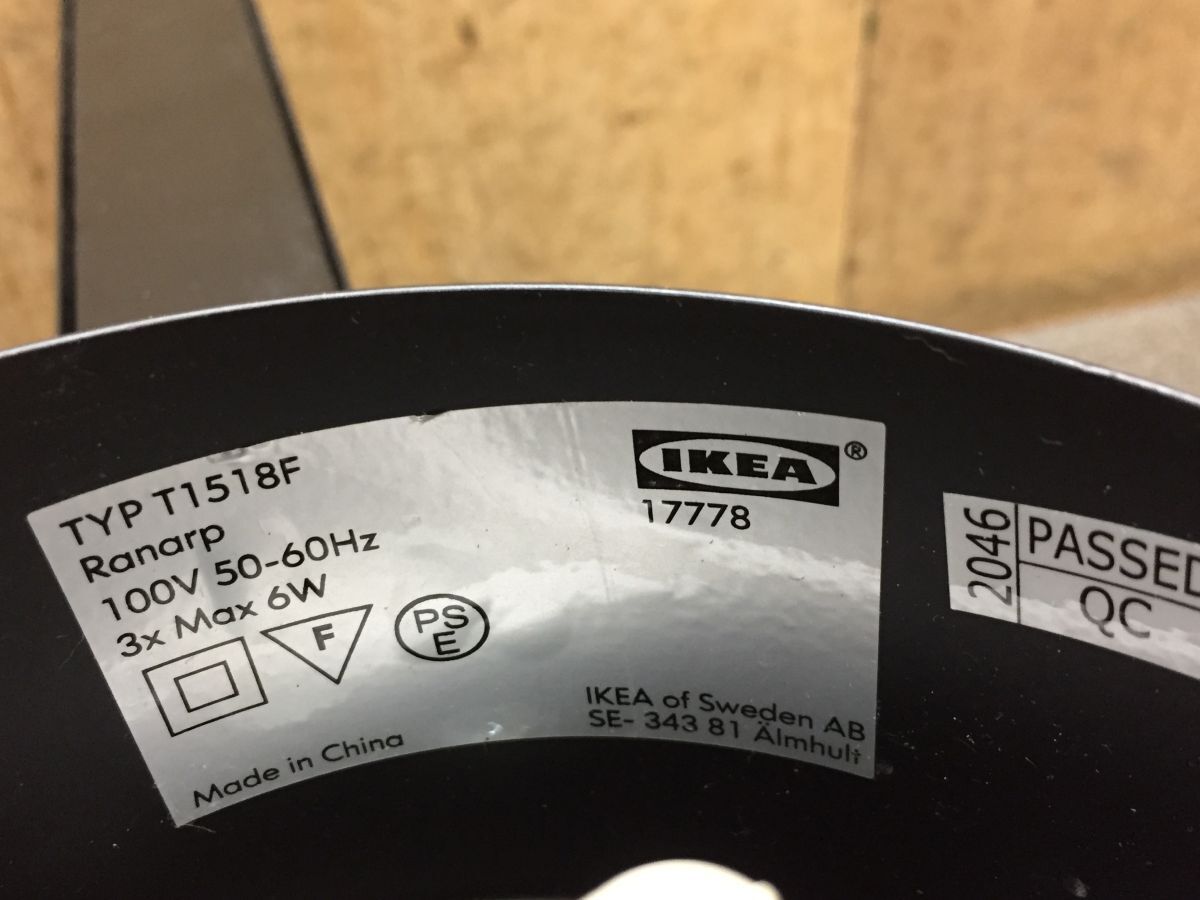 TYP T1518F
Ranarp
100V 50-60Hz
3x Max 6W
F
PS
E
Made in China
IKEA®
17778
IKEA of Sweden AB
SE- 343 81 Älmhult
2046
PASSED
QC